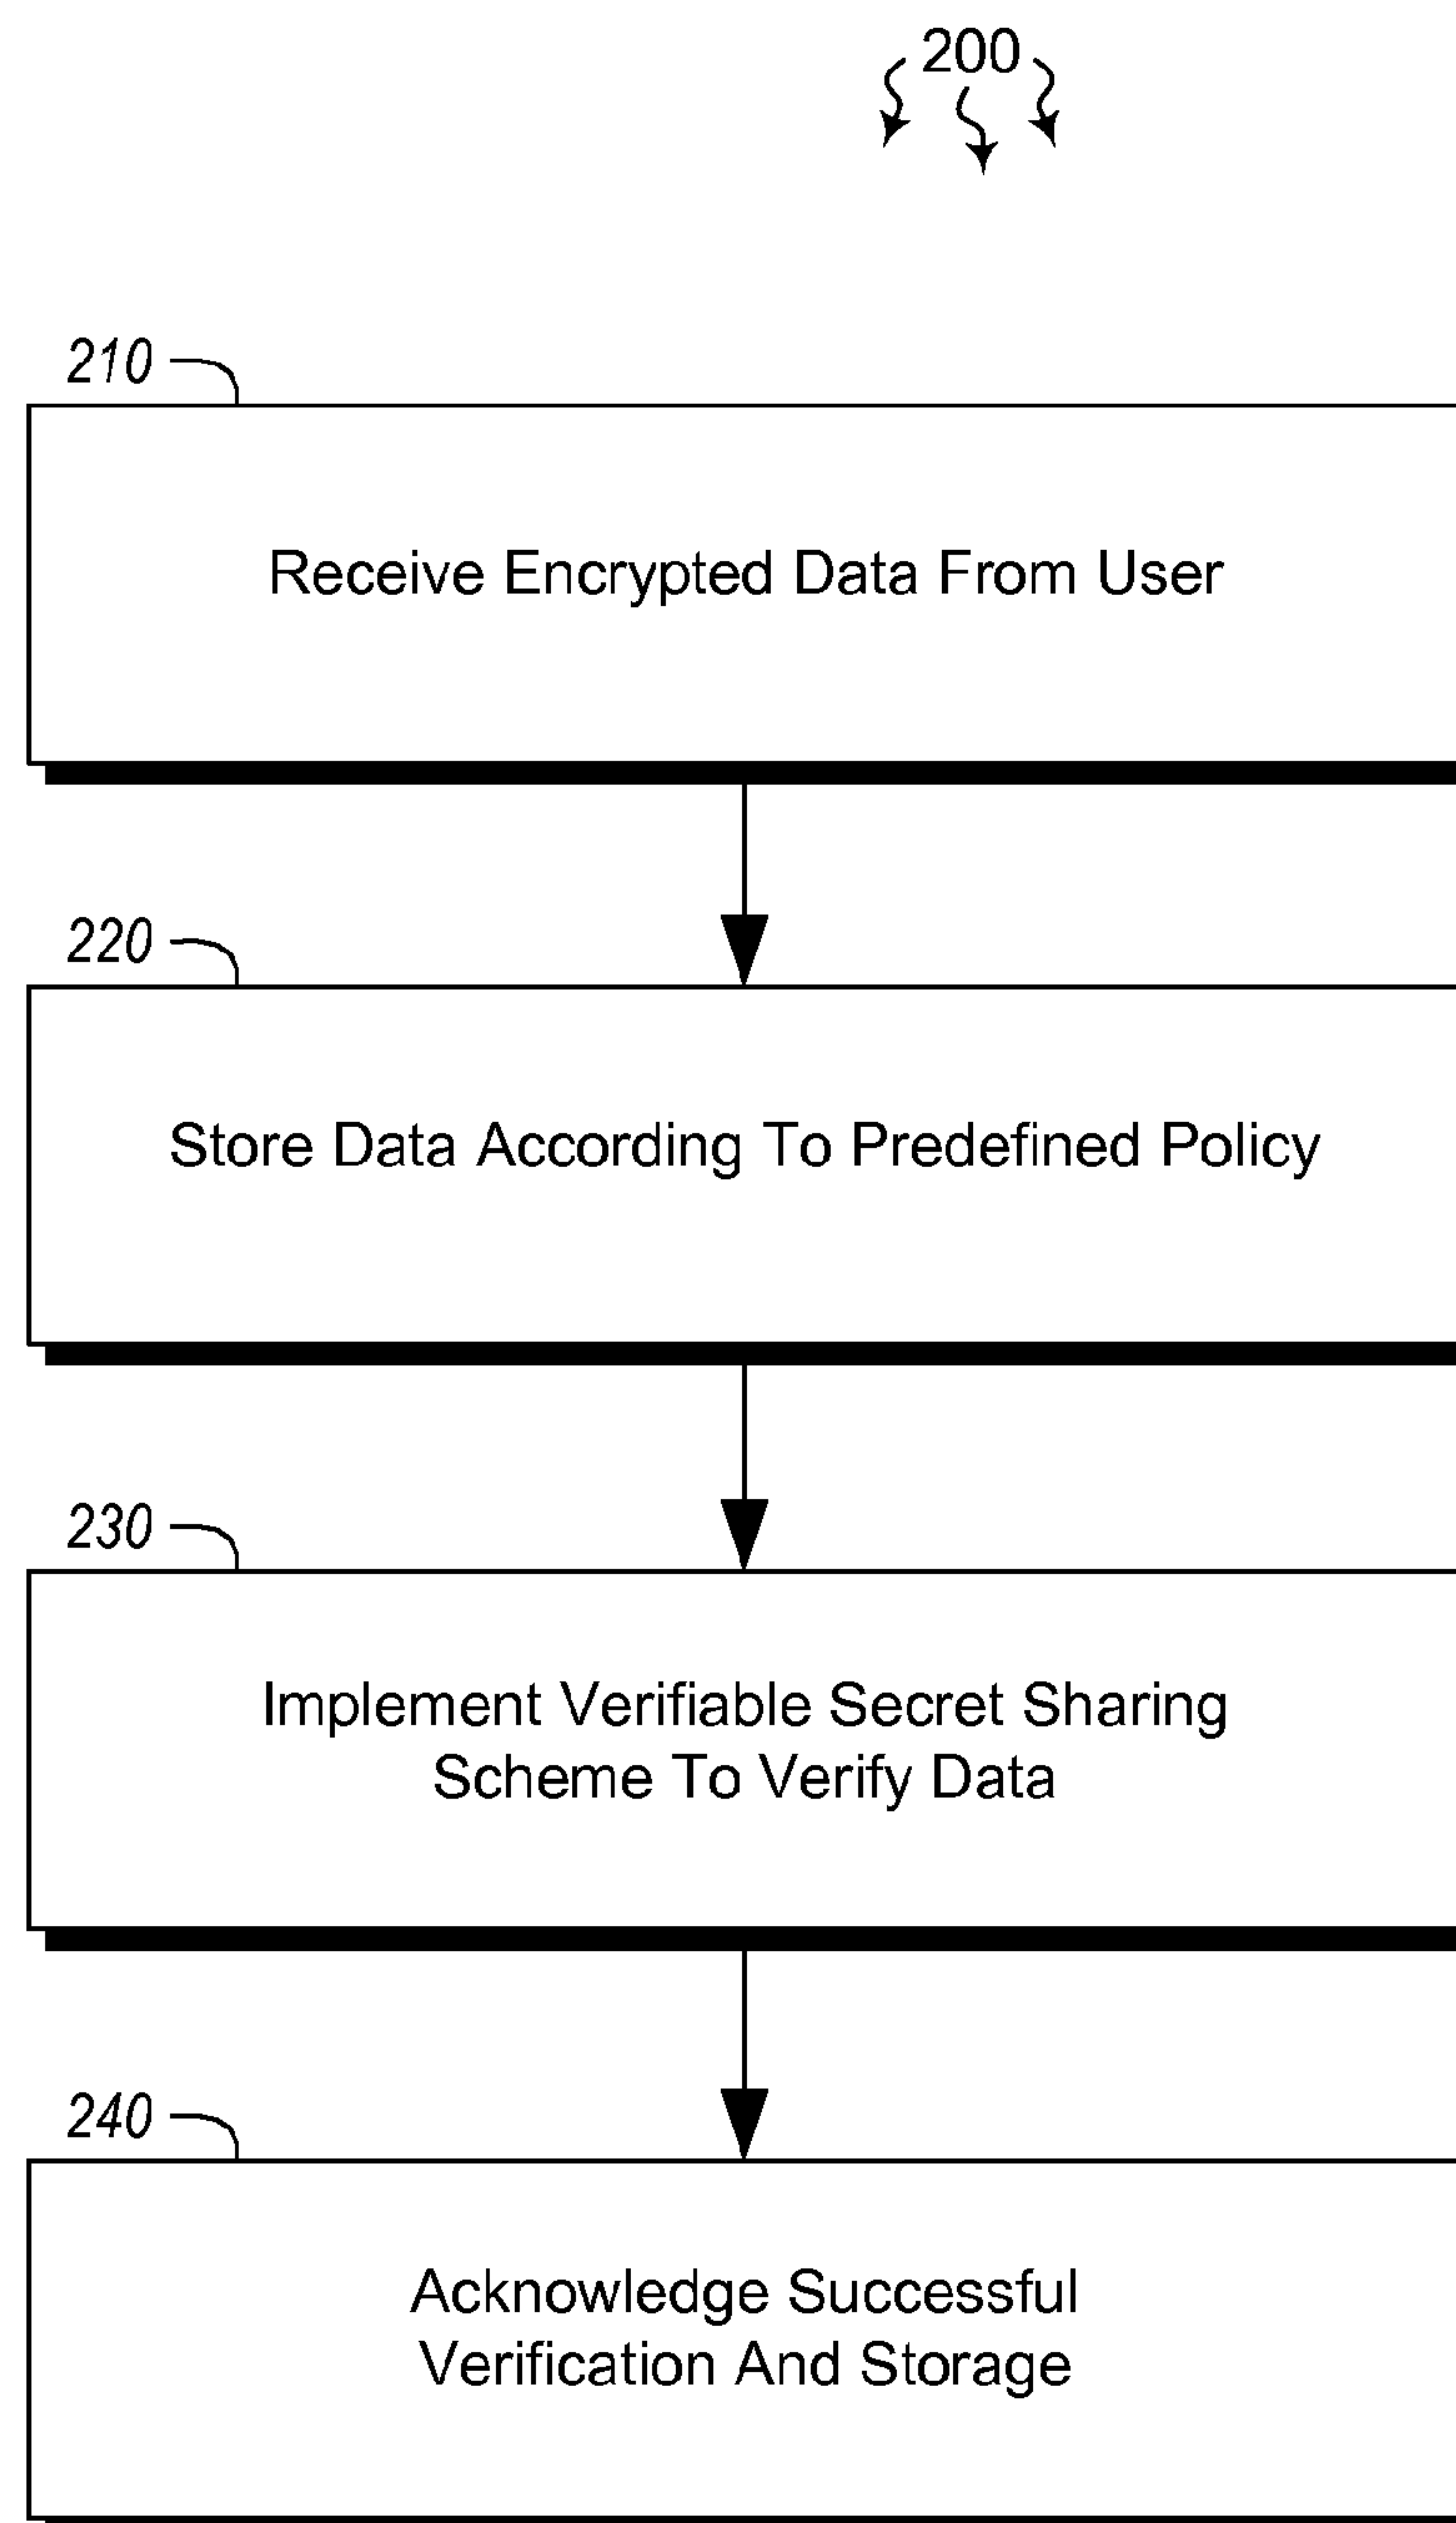 200
210
Receive Encrypted Data From User
220
Store Data According To Predefined Policy
230
Implement Verifiable Secret Sharing
Scheme To Verify Data
240
Acknowledge Successful
Verification And Storage